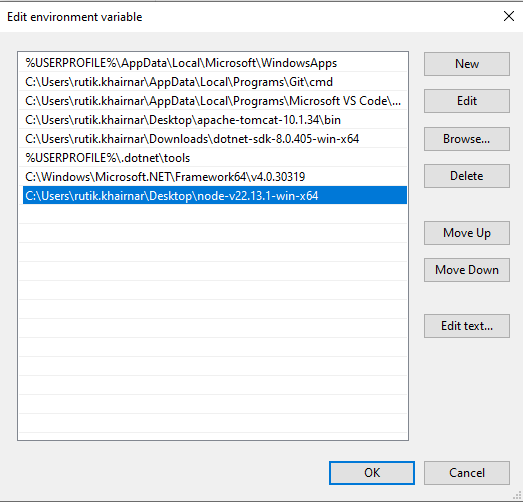 Edit environment variable
%USERPROFILE%\AppData\Local\Microsoft\WindowsApps
C:\Users\rutik.khairnar\AppData\Local\Programs\Git\cmd
C:\Users\rutik.khairnar\AppData\Local\Programs\Microsoft VS Code\...
C:\Users\rutik.khairnar\Desktop\apache-tomcat-10.1.34\bin
C:\Users\rutik.khairnar\Downloads\dotnet-sdk-8.0.405-win-x64
%USERPROFILE%\.dotnet\tools
C:\Windows\Microsoft.NET\Framework64\v4.0.30319
C:\Users\rutik.khairnar\Desktop\node-v22.13.1-win-x64
New
Edit
Browse...
Delete
Move Up
Move Down
Edit text...
OK
Cancel